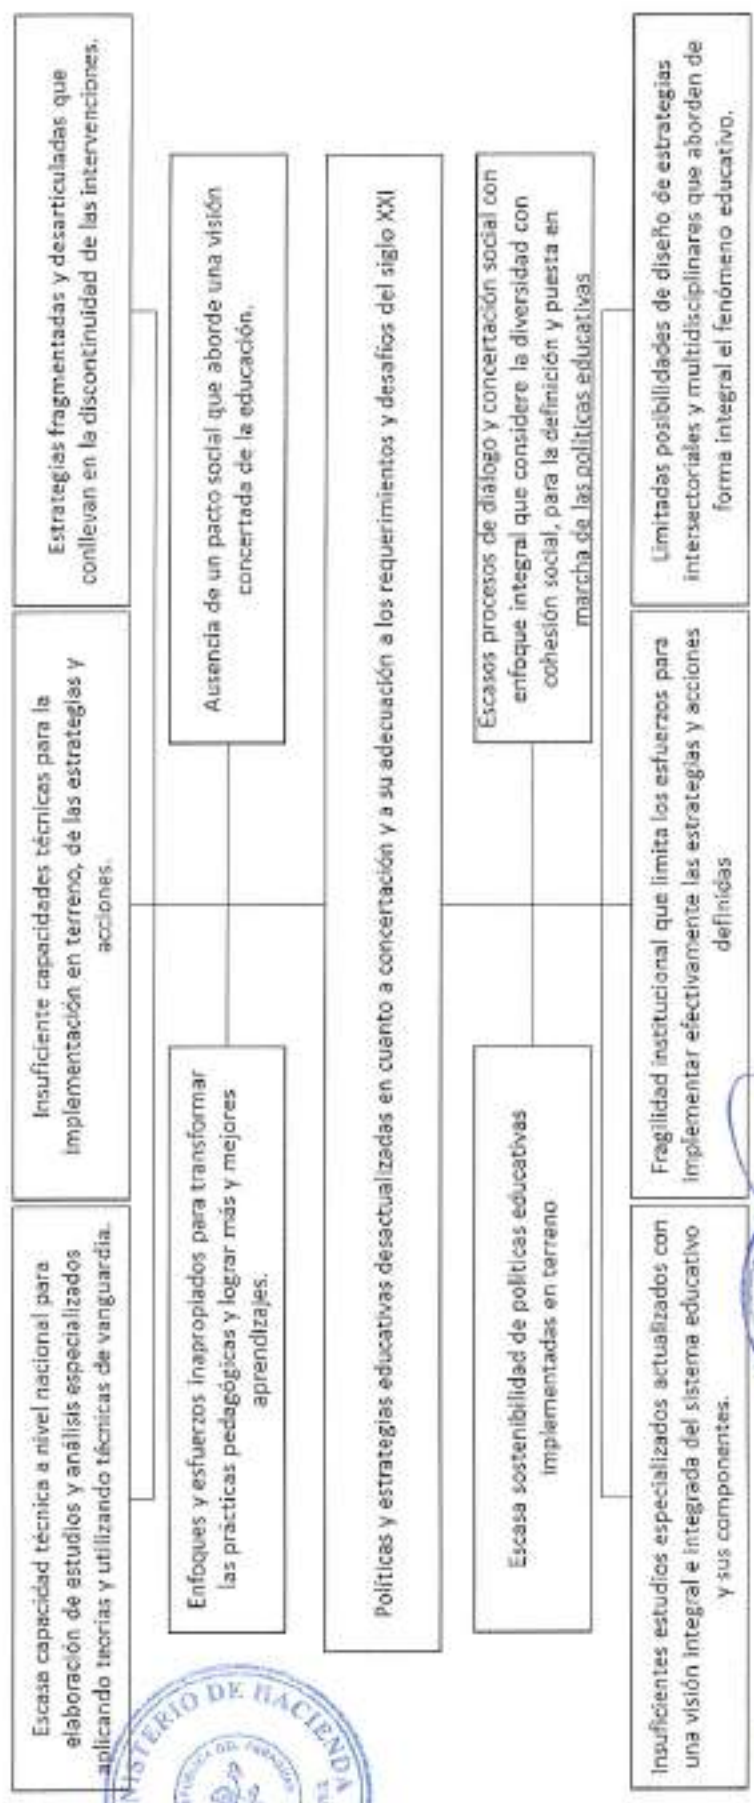 Escasa capacidad técnica a nivel nacional para
elaboración de estudios y análisis especializados
aplicando teorías y utilizando técnicas de vanguardia.
Insuficiente capacidades técnicas para la
implementación en terreno, de las estrategias y
acciones.
Estrategias fragmentadas y desarticuladas que
conllevan en la discontinuidad de las intervenciones.
Enfoques y esfuerzos inapropiados para transformar
las prácticas pedagógicas y lograr más y mejores
aprendizajes.
Ausencia de un pacto social que aborde una visión
concertada de la educación.
Políticas y estrategias educativas desactualizadas en cuanto a concertación y a su adecuación a los requerimientos y desafíos del siglo XXI
Escasa sostenibilidad de políticas educativas
implementadas en terreno
Escasos procesos de diálogo y concertación social con
enfoque integral que considere la diversidad con
cohesión social, para la definición y puesta en
marcha de las políticas educativas
Insuficientes estudios especializados actualizados con
una visión integral e integrada del sistema educativo
y sus componentes.
Fragilidad institucional que limita los esfuerzos para
implementar efectivamente las estrategias y acciones
definidas
Limitadas posibilidades de diseño de estrategias
intersectoriales y multidisciplinares que aborden de
forma integral el fenómeno educativo.
DE HACIENDA